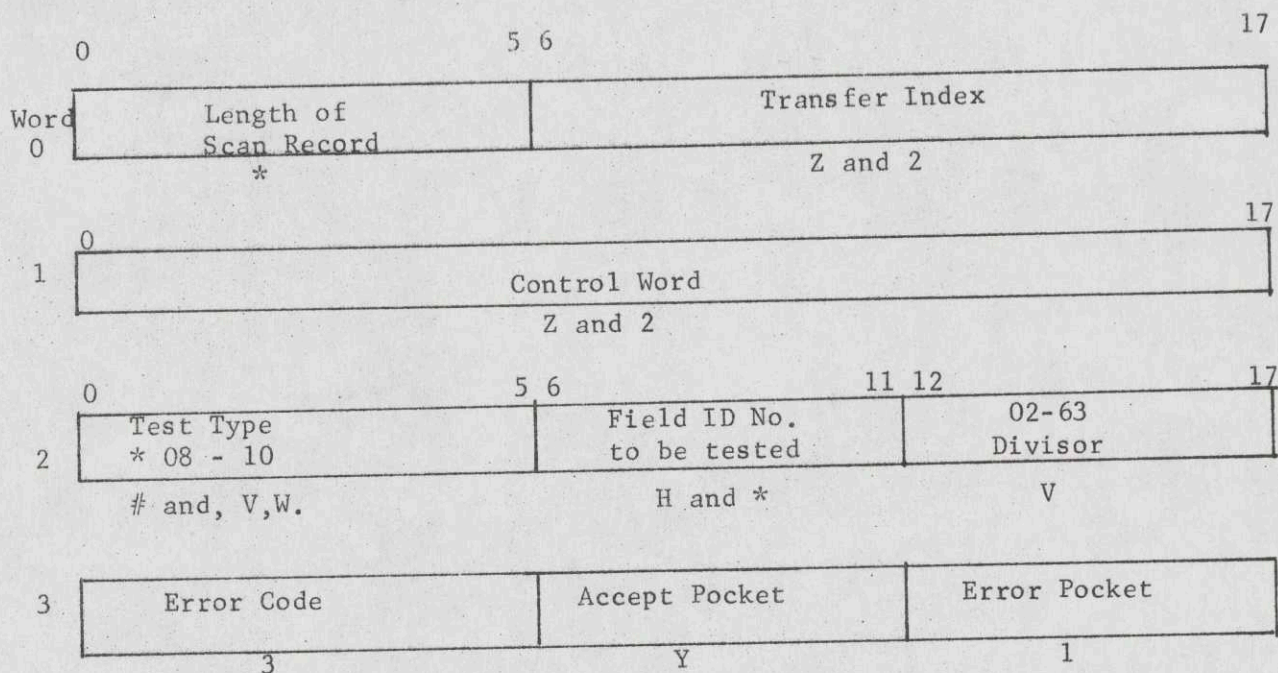 0 5 6 17
Word 0 Length of Scan Record Transfer Index
* Z and 2
0 17
1 Control Word
Z and 2
0 5 6 11 12 17
2 Test Type * 08 - 10 Field ID No. to be tested 02-63 Divisor
# and, V,W. H and * V
3 Error Code Accept Pocket Error Pocket
3 Y 1